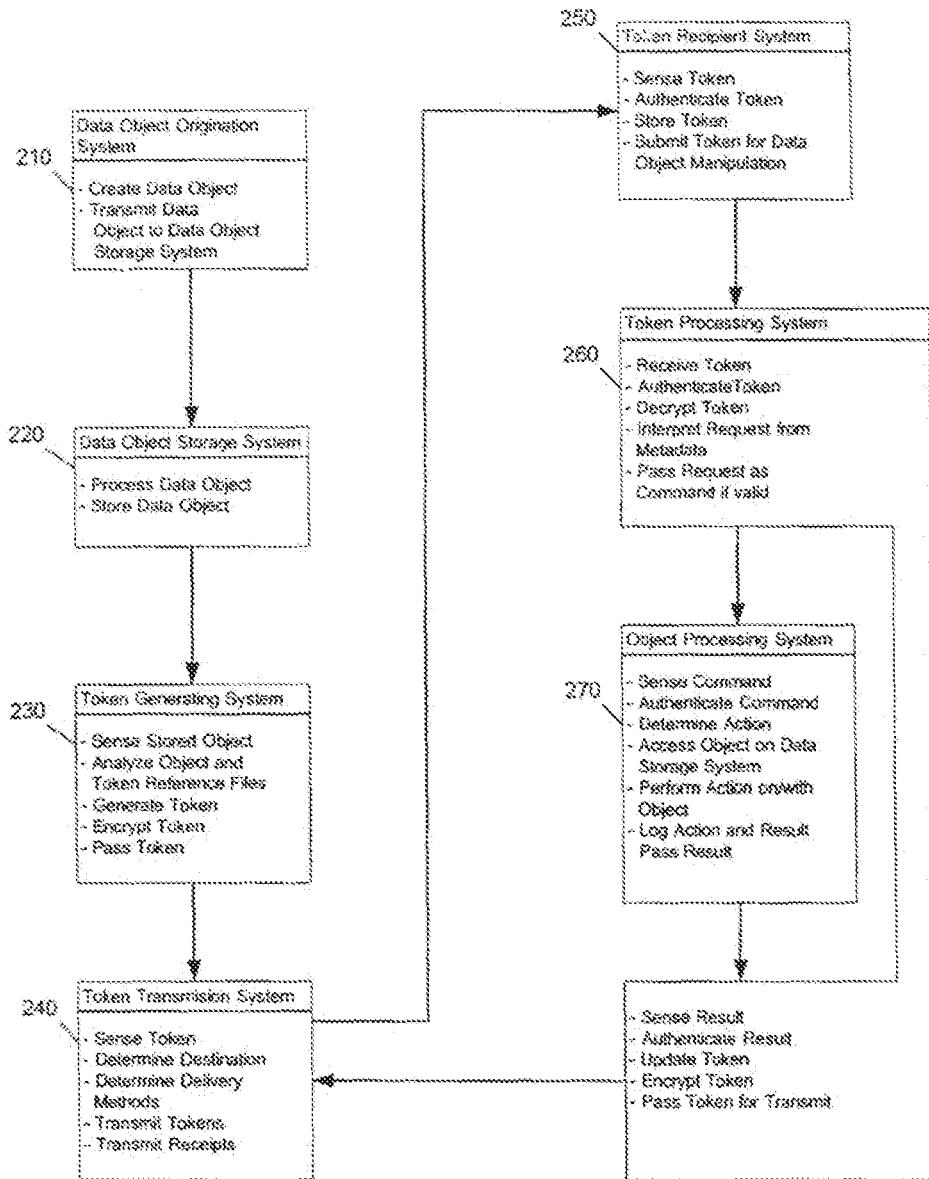 210
Data Object Origination
System
- Create Data Object
- Transmit Data
Object to Data Object
Storage System
220
Data Object Storage System
- Process Data Object
- Store Data Object
230
Token Generating System
- Sense Stored Object
- Analyze Object and
Token Reference Files
- Generate Token
- Encrypt Token
- Pass Token
240
Token Transmision System
- Sense Token
- Determine Destination
- Determine Delivery
Methods
- Transmit Tokens
- Transmit Receipts
250
Token Recipient System
- Sense Token
- Authenticate Token
- Store Token
- Submit Token for Data
Object Manipulation
260
Token Processing System
- Receive Token
- AuthenticateToken
- Decrypt Token
- Interpret Request from
Metadata
- Pass Request as
Command if valid
270
Object Processing System
- Sense Command
- Authenticate Command
- Determine Action
- Access Object on Data
Storage System
- Perform Action on/with
Object
- Log Action and Result
Pass Result
- Sense Result
- Authenticate Result
- Update Token
- Encrypt Token
- Pass Token for Transmit